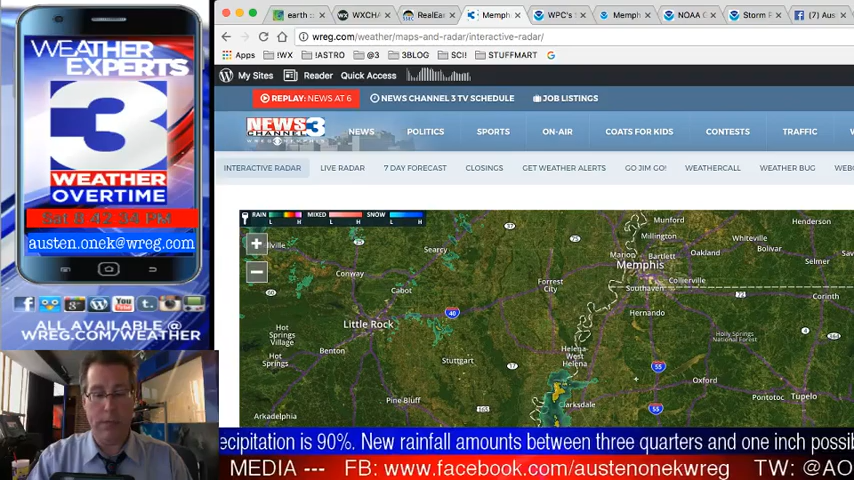 WEATHER
EXPERTS
3
WEATHER
OVERTIME
Sat 8:42:34 PM
austen.onek@wreg.com
ALL AVAILABLE @
WREG.COM/WEATHER
earth ::
WXCHA
RealEar
Memph
WPC's
Memph
NOAA C
Storm P
(Aus
wreg.com/weather/maps-and-radar/interactive-radar/
Apps !WX !ASTRO @3 3BLOG SCI! STUFFMART
My Sites Reader Quick Access
REPLAY: NEWS AT 6 NEWS CHANNEL 3 TV SCHEDULE JOB LISTINGS
NEWS CHANNEL 3
NEWS POLITICS SPORTS ON-AIR COATS FOR KIDS CONTESTS TRAFFIC
INTERACTIVE RADAR LIVE RADAR 7 DAY FORECAST CLOSINGS GET WEATHER ALERTS GO JIM GO! WEATHERCALL WEATHER BUG
RAIN L H MIXED L H SNOW L H
+
−
Munford
Henderson
Millington
Whiteville
Bolivar
Searcy
Marion
Bartlett
Oakland
Selmer
Memphis
Conway
Cabot
Forrest City
Southaven
Collierville
Corinth
Hernando
Little Rock
Hot Springs Village
Benton
Holly Springs National Forest
Helena-West Helena
Stuttgart
Hot Springs
Oxford
Pontotoc
Tupelo
Pine Bluff
Clarksdale
Arkadelphia
40
55
55
72
165
ecipitation is 90%. New rainfall amounts between three quarters and one inch possib
MEDIA --- FB: www.facebook.com/austenonekwreg TW: @AO